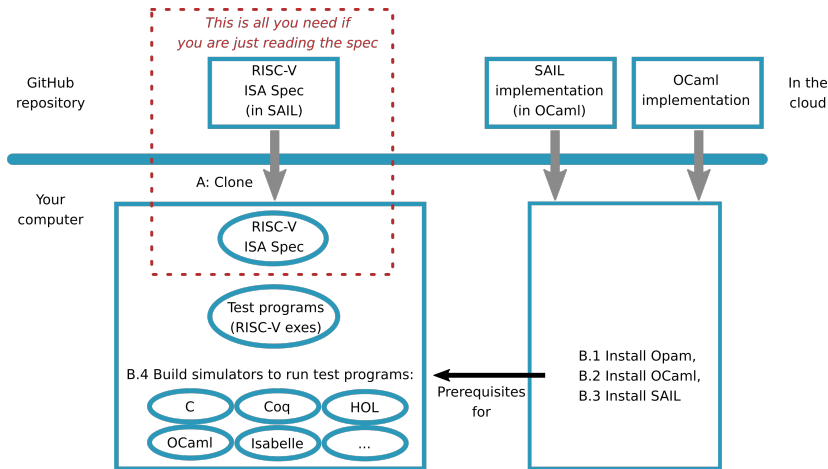 This is all you need if
you are just reading the spec
GitHub
repository
RISC-V
ISA Spec
(in SAIL)
SAIL
implementation
(in OCaml)
OCaml
implementation
In the
cloud
A: Clone
Your
computer
RISC-V
ISA Spec
Test programs
(RISC-V exes)
B.4 Build simulators to run test programs:
C
Coq
HOL
OCaml
Isabelle
...
Prerequisites
for
B.1 Install Opam,
B.2 Install OCaml,
B.3 Install SAIL